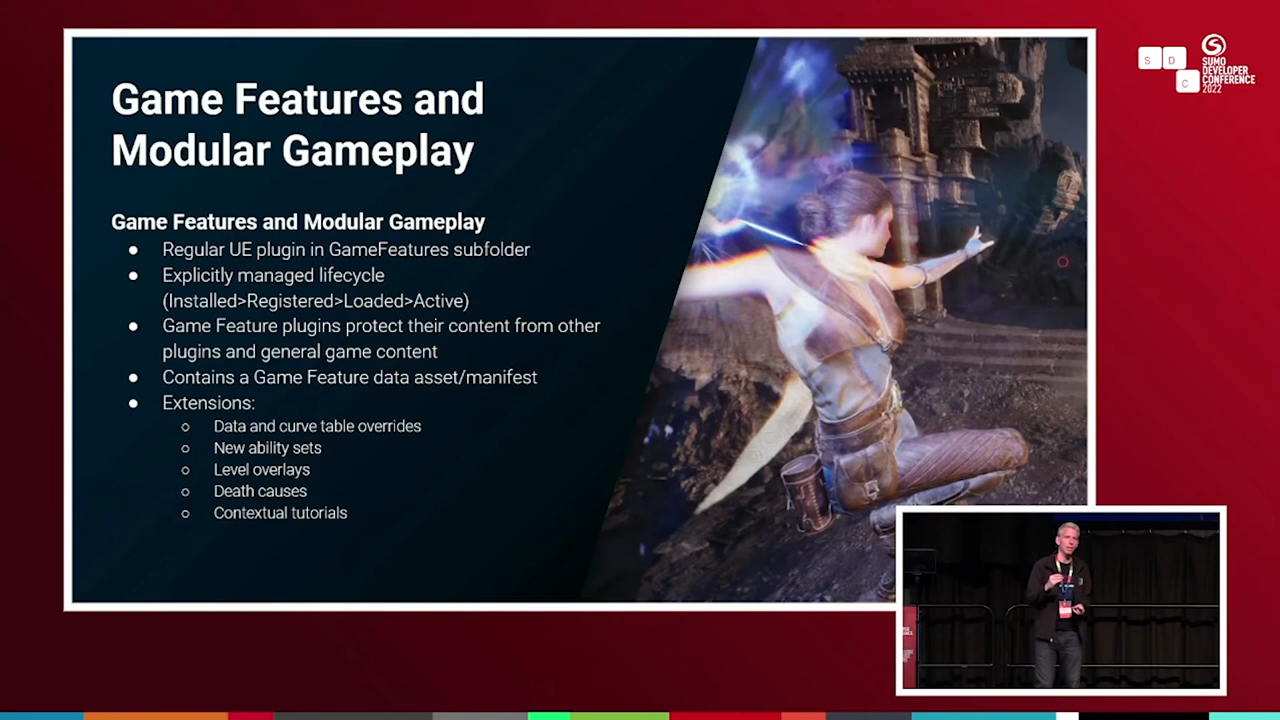 Game Features and
Modular Gameplay
Game Features and Modular Gameplay
● Regular UE plugin in GameFeatures subfolder
● Explicitly managed lifecycle
(Installed>Registered>Loaded>Active)
● Game Feature plugins protect their content from other
plugins and general game content
● Contains a Game Feature data asset/manifest
● Extensions:
○ Data and curve table overrides
○ New ability sets
○ Level overlays
○ Death causes
○ Contextual tutorials
S D
C
SUMO
DEVELOPER
CONFERENCE
2022